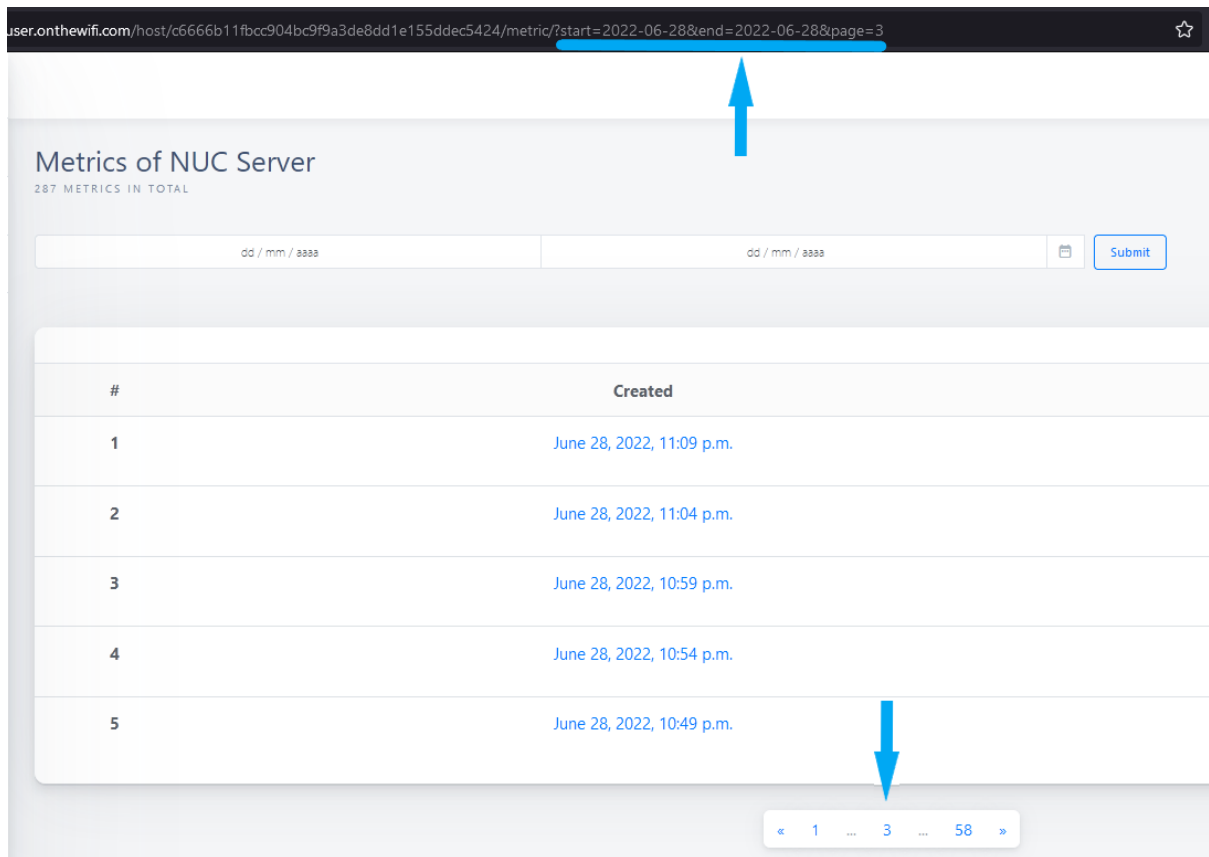 user.onthewifi.com/host/c6666b11fbcc904bc9f9a3de8dd1e155ddec5424/metric/?start=2022-06-28&end=2022-06-28&page=3
Metrics of NUC Server
287 METRICS IN TOTAL
dd / mm / aaaa dd / mm / aaaa Submit
# Created
1 June 28, 2022, 11:09 p.m.
2 June 28, 2022, 11:04 p.m.
3 June 28, 2022, 10:59 p.m.
4 June 28, 2022, 10:54 p.m.
5 June 28, 2022, 10:49 p.m.
« 1 ... 3 ... 58 »